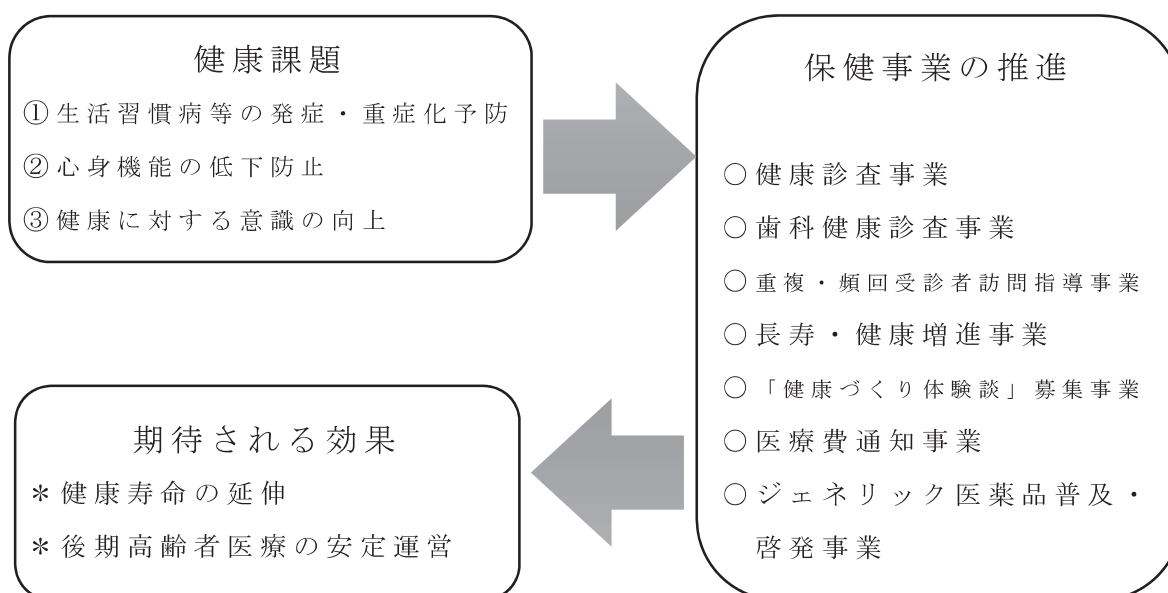 健康課題
①生活習慣病等の発症・重症化予防
②心身機能の低下防止
③健康に対する意識の向上
保健事業の推進
○健康診査事業
○歯科健康診査事業
○重複・頻回受診者訪問指導事業
○長寿・健康増進事業
○「健康づくり体験談」募集事業
○医療費通知事業
○ジェネリック医薬品普及・
啓発事業
期待される効果
＊健康寿命の延伸
＊後期高齢者医療の安定運営